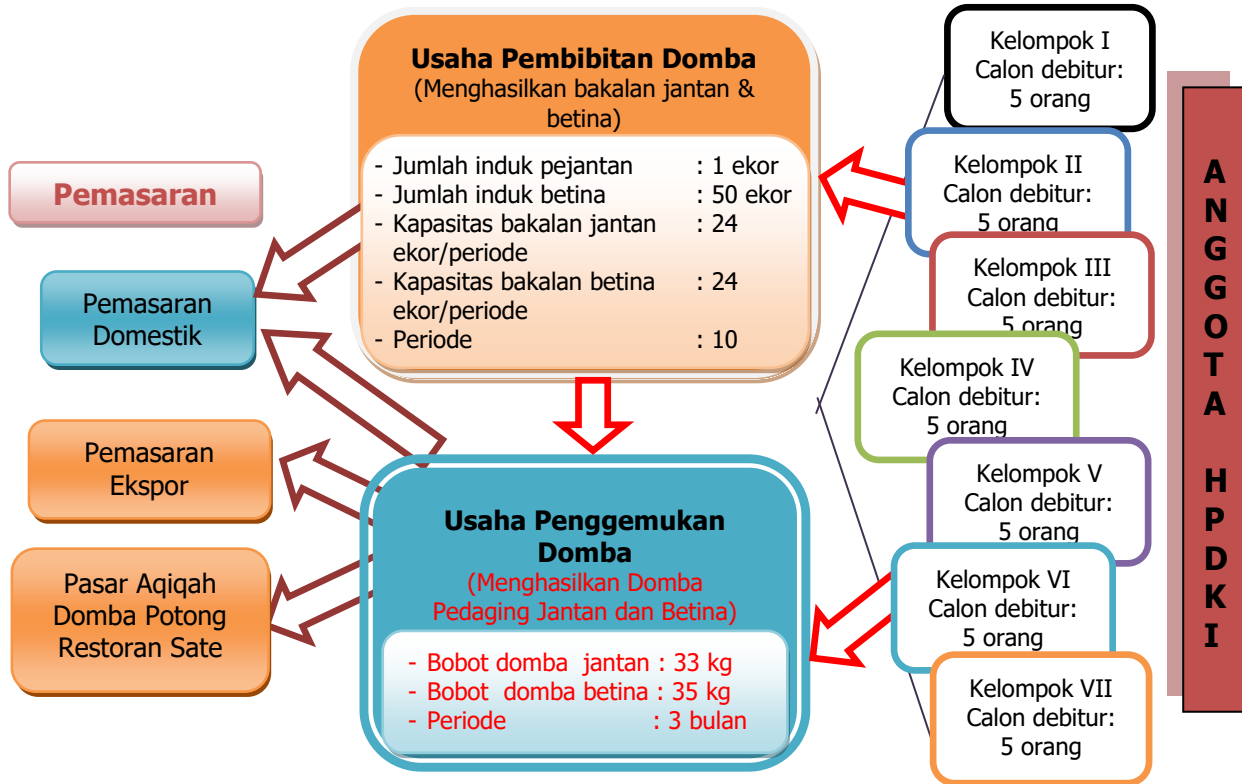 Pemasaran
Pemasaran
Domestik
Pemasaran
Ekspor
Pasar Aqiqah
Domba Potong
Restoran Sate
Usaha Pembibitan Domba
(Menghasilkan bakalan jantan &
betina)
- Jumlah induk pejantan : 1 ekor
- Jumlah induk betina : 50 ekor
- Kapasitas bakalan jantan : 24
ekor/periode
- Kapasitas bakalan betina : 24
ekor/periode
- Periode : 10
Usaha Penggemukan
Domba
(Menghasilkan Domba
Pedaging Jantan dan Betina)
- Bobot domba jantan : 33 kg
- Bobot domba betina : 35 kg
- Periode : 3 bulan
Kelompok I
Calon debitur:
5 orang
Kelompok II
Calon debitur:
5 orang
Kelompok III
Calon debitur:
5 orang
Kelompok IV
Calon debitur:
5 orang
Kelompok V
Calon debitur:
5 orang
Kelompok VI
Calon debitur:
5 orang
Kelompok VII
Calon debitur:
5 orang
ANGGOTA HPDKI